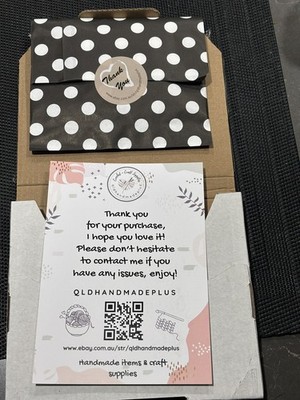 Thank
You
Thank you
for your purchase,
I hope you love it!
Please don't hesitate
to contact me if you
have any issues, enjoy!
QLDHANDMADEPLUS
www.ebay.com.au/str/qldhandmadeplus
Handmade items & craft
supplies